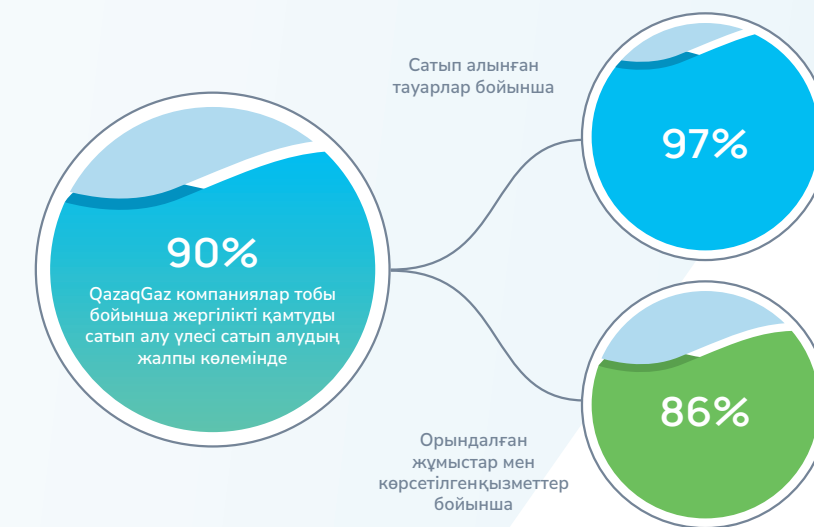 Сатып алынған
тауарлар бойынша
97%
90%
QazaqGaz компаниялар тобы
бойынша жергілікті қамтуды
сатып алу үлесі сатып алудың
жалпы көлемінде
86%
Орындалған
жұмыстар мен
көрсетілгенқызметтер
бойынша